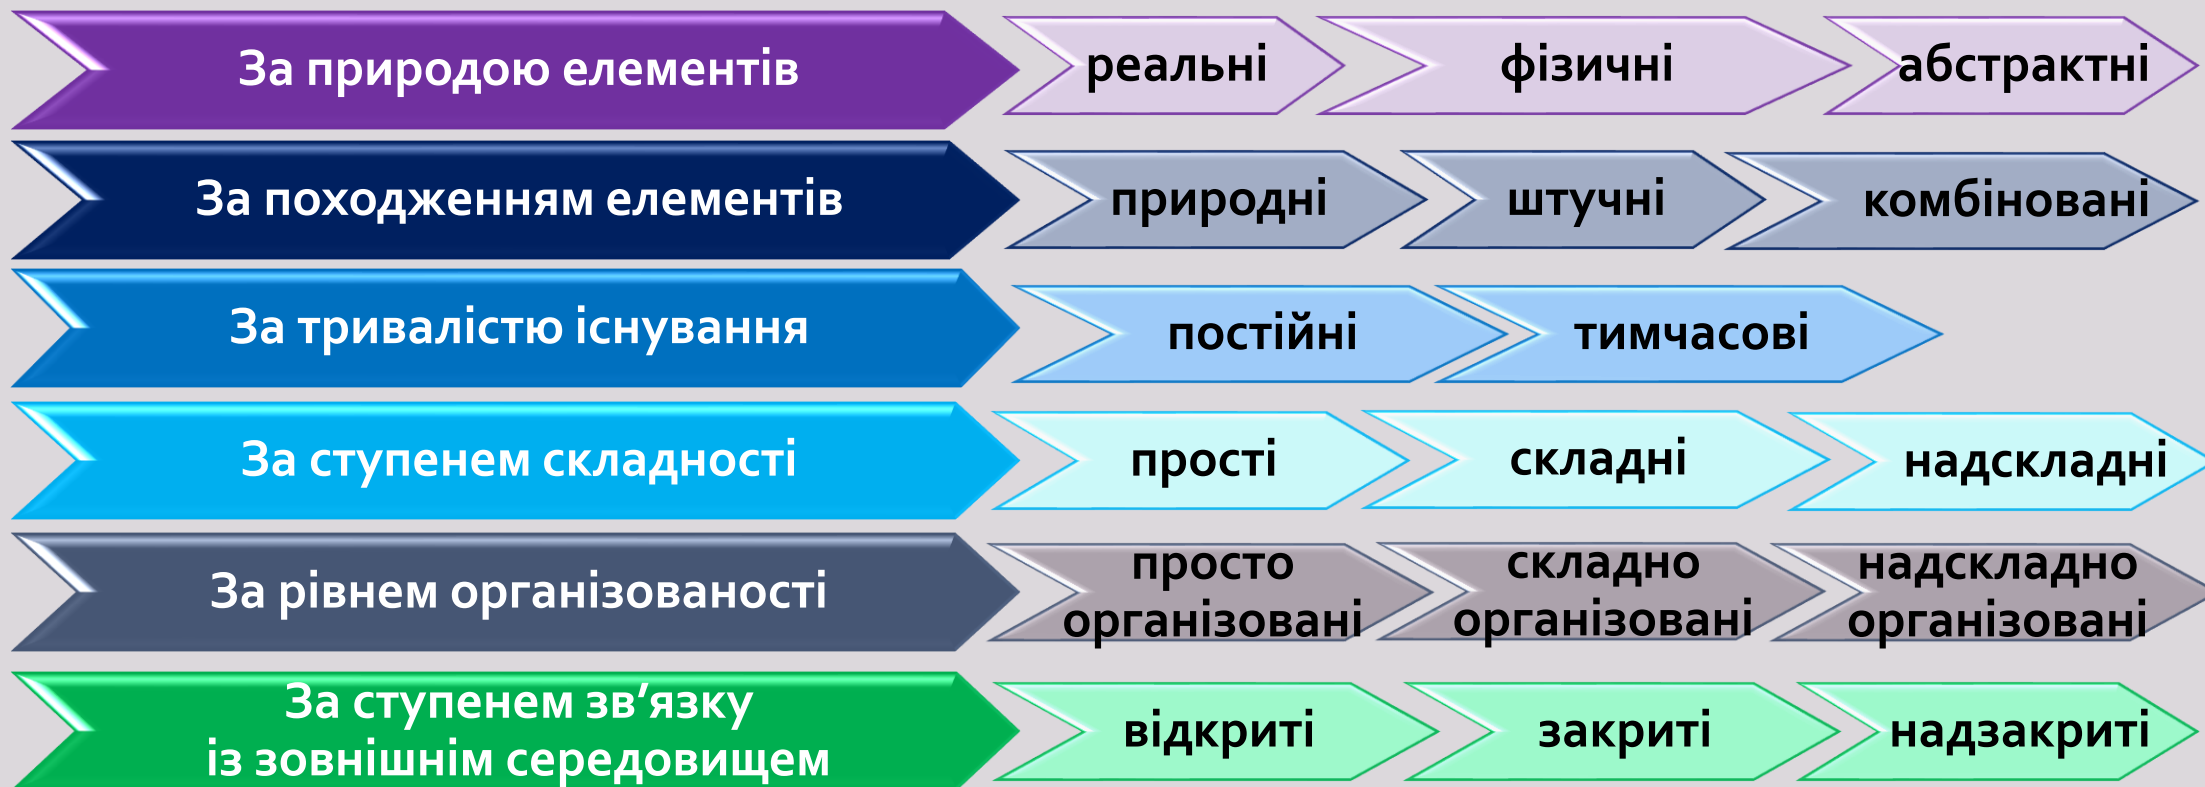 За природою елементів
реальні
фізичні
абстрактні
За походженням елементів
природні
штучні
комбіновані
За тривалістю існування
постійні
тимчасові
За ступенем складності
прості
складні
надскладні
За рівнем організованості
просто
організовані
складно
організовані
надскладно
організовані
За ступенем зв’язку
із зовнішнім середовищем
відкриті
закриті
надзакриті